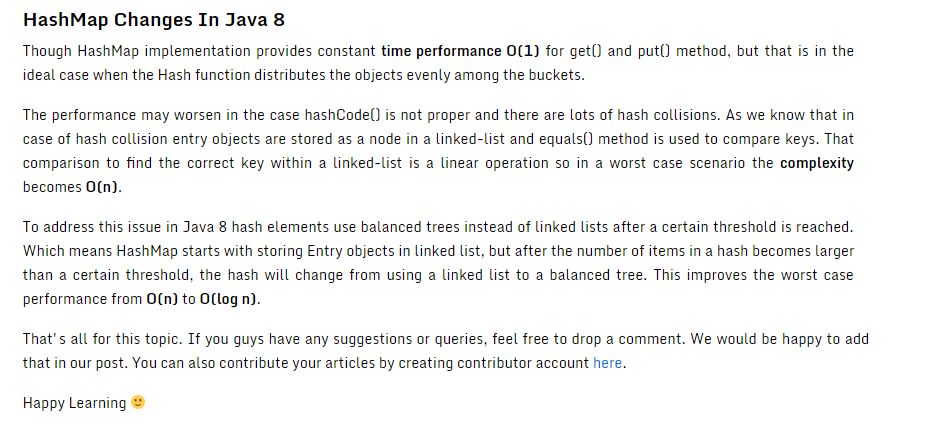 HashMap Changes In Java 8
Though HashMap implementation provides constant time performance O(1) for get() and put() method, but that is in the
ideal case when the Hash function distributes the objects evenly among the buckets.
The performance may worsen in the case hashCode() is not proper and there are lots of hash collisions. As we know that in
case of hash collision entry objects are stored as a node in a linked-list and equals() method is used to compare keys. That
comparison to find the correct key within a linked-list is a linear operation so in a worst case scenario the complexity
becomes O(n).
To address this issue in Java 8 hash elements use balanced trees instead of linked lists after a certain threshold is reached.
Which means HashMap starts with storing Entry objects in linked list, but after the number of items in a hash becomes larger
than a certain threshold, the hash will change from using a linked list to a balanced tree. This improves the worst case
performance from O(n) to O(log n).
That's all for this topic. If you guys have any suggestions or queries, feel free to drop a comment. We would be happy to add
that in our post. You can also contribute your articles by creating contributor account here.
Happy Learning 🙂